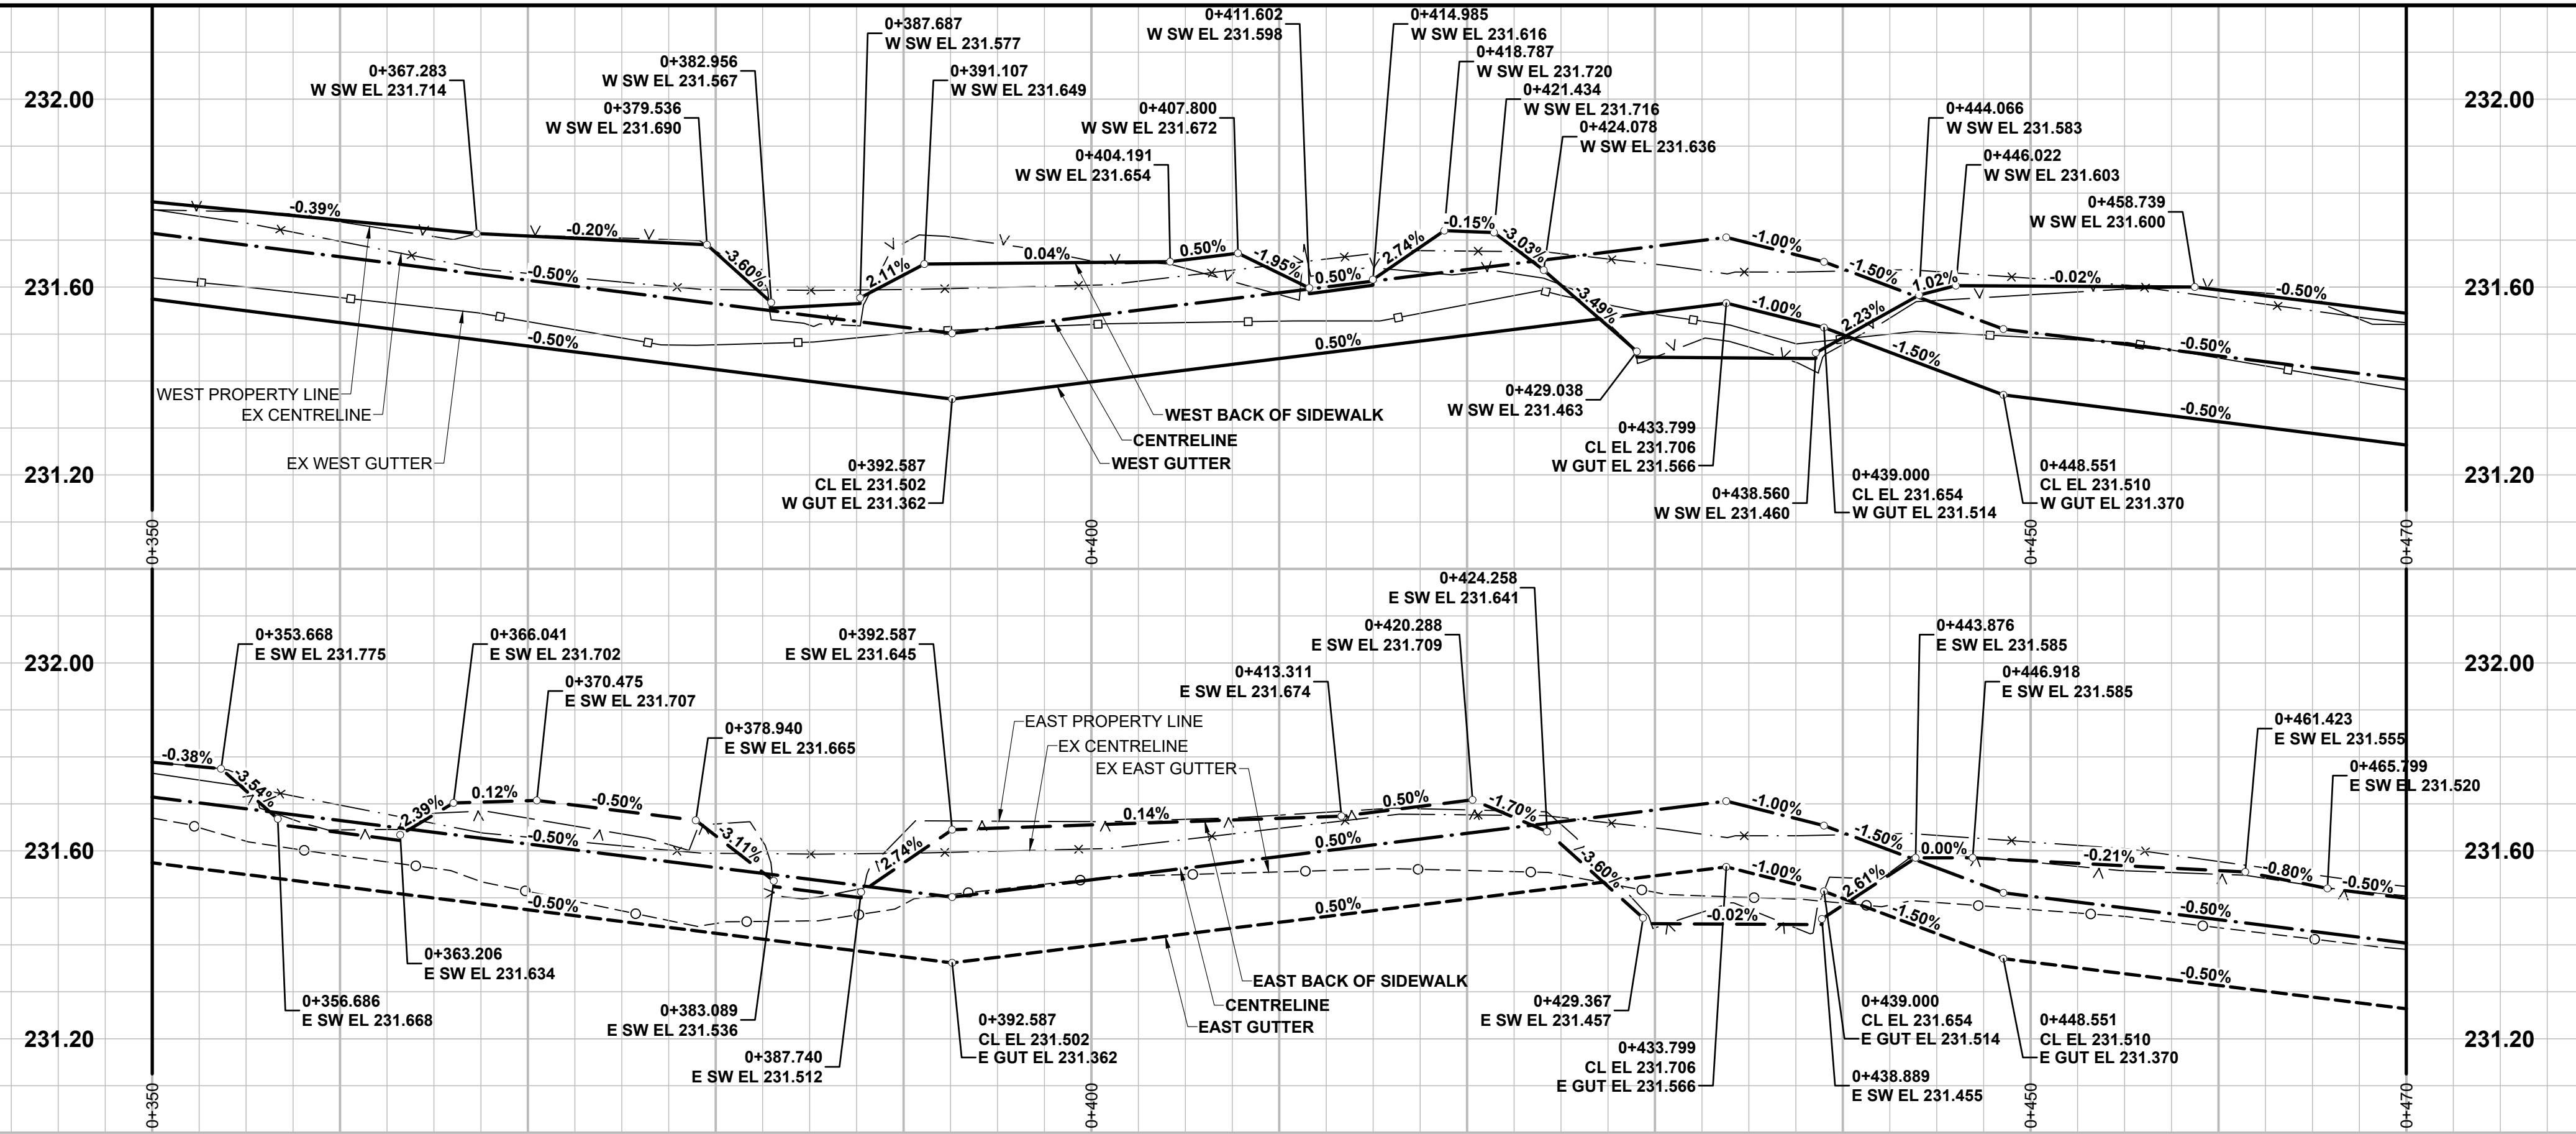 0+387.687
W SW EL 231.577
0+411.602
W SW EL 231.598
0+414.985
W SW EL 231.616
0+418.787
W SW EL 231.720
0+367.283
W SW EL 231.714
0+382.956
W SW EL 231.567
0+391.107
W SW EL 231.649
0+421.434
W SW EL 231.716
232.00
232.00
0+379.536
W SW EL 231.690
0+407.800
W SW EL 231.672
0+424.078
W SW EL 231.636
0+444.066
W SW EL 231.583
0+404.191
W SW EL 231.654
0+446.022
W SW EL 231.603
0+458.739
W SW EL 231.600
-0.39%
-0.20%
-3.60%
2.11%
0.04%
0.50%
-1.95%
0.50%
2.74%
-0.15%
-3.03%
-1.00%
-1.50%
1.02%
-0.02%
-0.50%
231.60
-0.50%
-3.49%
-1.00%
2.23%
231.60
-0.50%
0.50%
-1.50%
-0.50%
WEST PROPERTY LINE
EX CENTRELINE
EX WEST GUTTER
WEST BACK OF SIDEWALK
CENTRELINE
WEST GUTTER
0+429.038
W SW EL 231.463
-0.50%
0+433.799
CL EL 231.706
W GUT EL 231.566
231.20
0+392.587
CL EL 231.502
W GUT EL 231.362
0+438.560
W SW EL 231.460
0+439.000
CL EL 231.654
W GUT EL 231.514
0+448.551
CL EL 231.510
W GUT EL 231.370
231.20
0+350
0+400
0+450
0+470
0+424.258
E SW EL 231.641
0+353.668
E SW EL 231.775
0+366.041
E SW EL 231.702
0+392.587
E SW EL 231.645
0+420.288
E SW EL 231.709
0+443.876
E SW EL 231.585
232.00
232.00
0+370.475
E SW EL 231.707
0+413.311
E SW EL 231.674
0+446.918
E SW EL 231.585
0+378.940
E SW EL 231.665
EAST PROPERTY LINE
EX CENTRELINE
EX EAST GUTTER
0+461.423
E SW EL 231.555
0+465.799
E SW EL 231.520
-0.38%
-3.54%
2.39%
0.12%
-0.50%
-3.11%
2.74%
0.14%
0.50%
-1.70%
-1.00%
-1.50%
0.00%
-0.21%
-0.80%
-0.50%
231.60
-0.50%
0.50%
-3.60%
-1.00%
2.61%
231.60
-0.50%
0.50%
-0.02%
-1.50%
-0.50%
-0.50%
0+363.206
E SW EL 231.634
0+356.686
E SW EL 231.668
EAST BACK OF SIDEWALK
CENTRELINE
EAST GUTTER
0+429.367
E SW EL 231.457
0+383.089
E SW EL 231.536
0+387.740
E SW EL 231.512
0+392.587
CL EL 231.502
E GUT EL 231.362
0+433.799
CL EL 231.706
E GUT EL 231.566
0+439.000
CL EL 231.654
E GUT EL 231.514
0+438.889
E SW EL 231.455
0+448.551
CL EL 231.510
E GUT EL 231.370
231.20
231.20
0+350
0+400
0+450
0+470